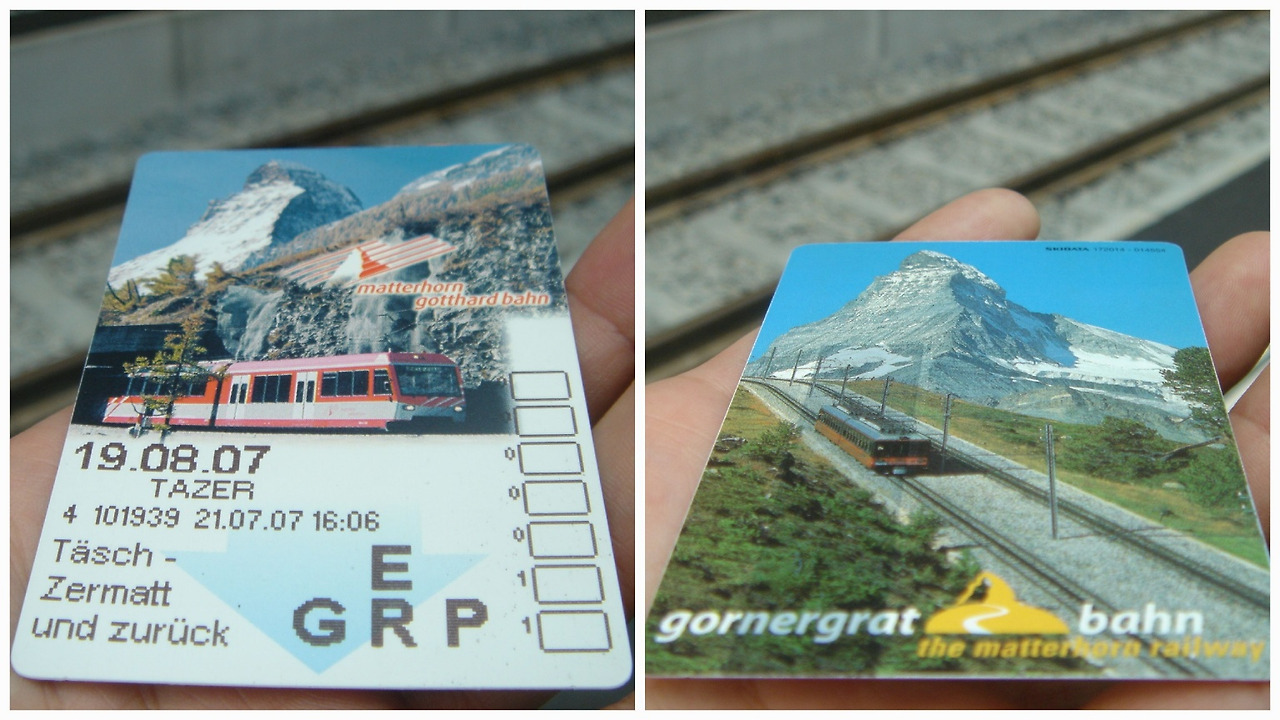 matterhorn
gotthard bahn
19.08.07
TAZER
4 101939 21.07.07 16:06
Täsch -
Zermatt
und zurück
E
G R P
0
0
0
1
1
SKIDATA
gornergrat bahn
the matterhorn railway